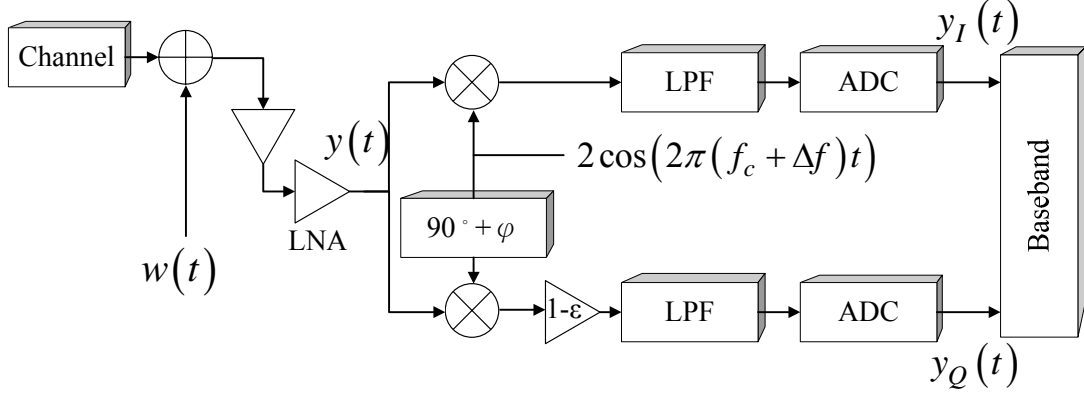 Channel
w(t)
LNA
y(t)
90° + φ
2cos(2π(f_c + Δf)t)
1-ε
LPF
ADC
y_I(t)
LPF
ADC
y_Q(t)
Baseband